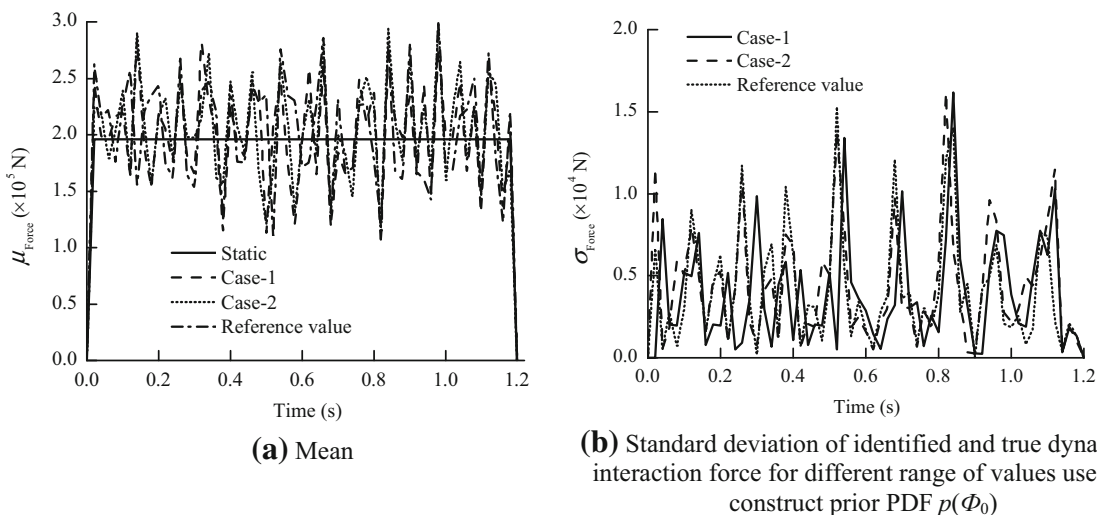 3.0
2.5
2.0
1.5
1.0
0.5
0.0
μForce (×10⁵ N)
Static
Case-1
Case-2
Reference value
0.0 0.2 0.4 0.6 0.8 1.0 1.2
Time (s)
(a) Mean
2.0
1.5
1.0
0.5
0.0
σForce (×10⁴ N)
Case-1
Case-2
Reference value
0.0 0.2 0.4 0.6 0.8 1.0 1.2
Time (s)
(b) Standard deviation of identified and true dyna
interaction force for different range of values use
construct prior PDF p(Φ₀)